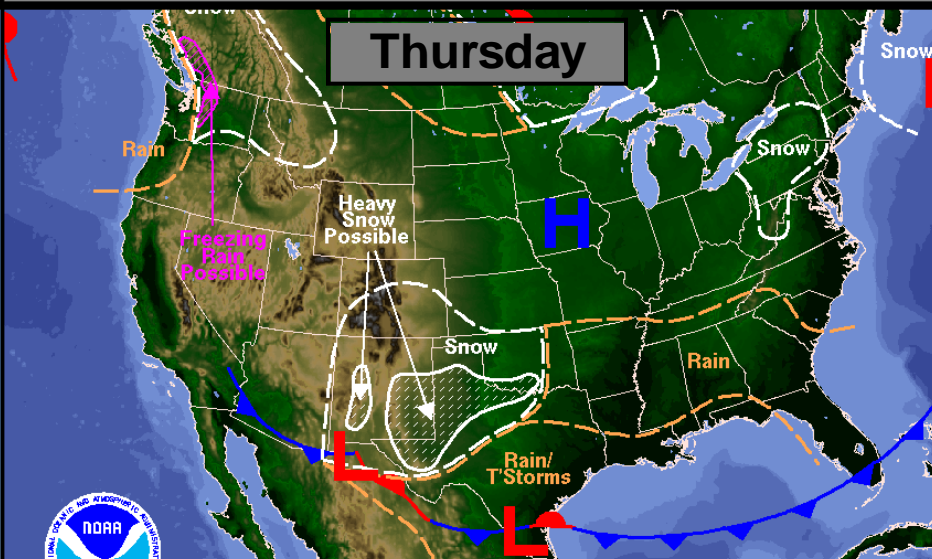 Snow
Thursday
Snow
Rain
Snow
Heavy
Snow
Possible
H
Freezing
Rain
Possible
Snow
Rain
L
Rain/
T'Storms
L
NOAA